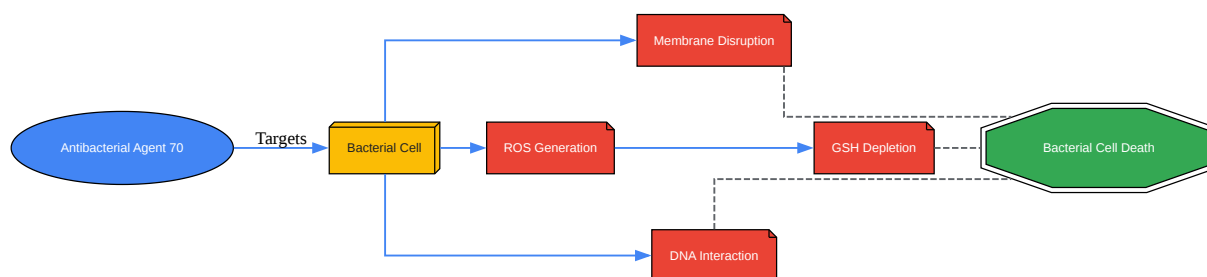 Membrane Disruption
Antibacterial Agent 70
Targets
Bacterial Cell
ROS Generation
GSH Depletion
Bacterial Cell Death
DNA Interaction